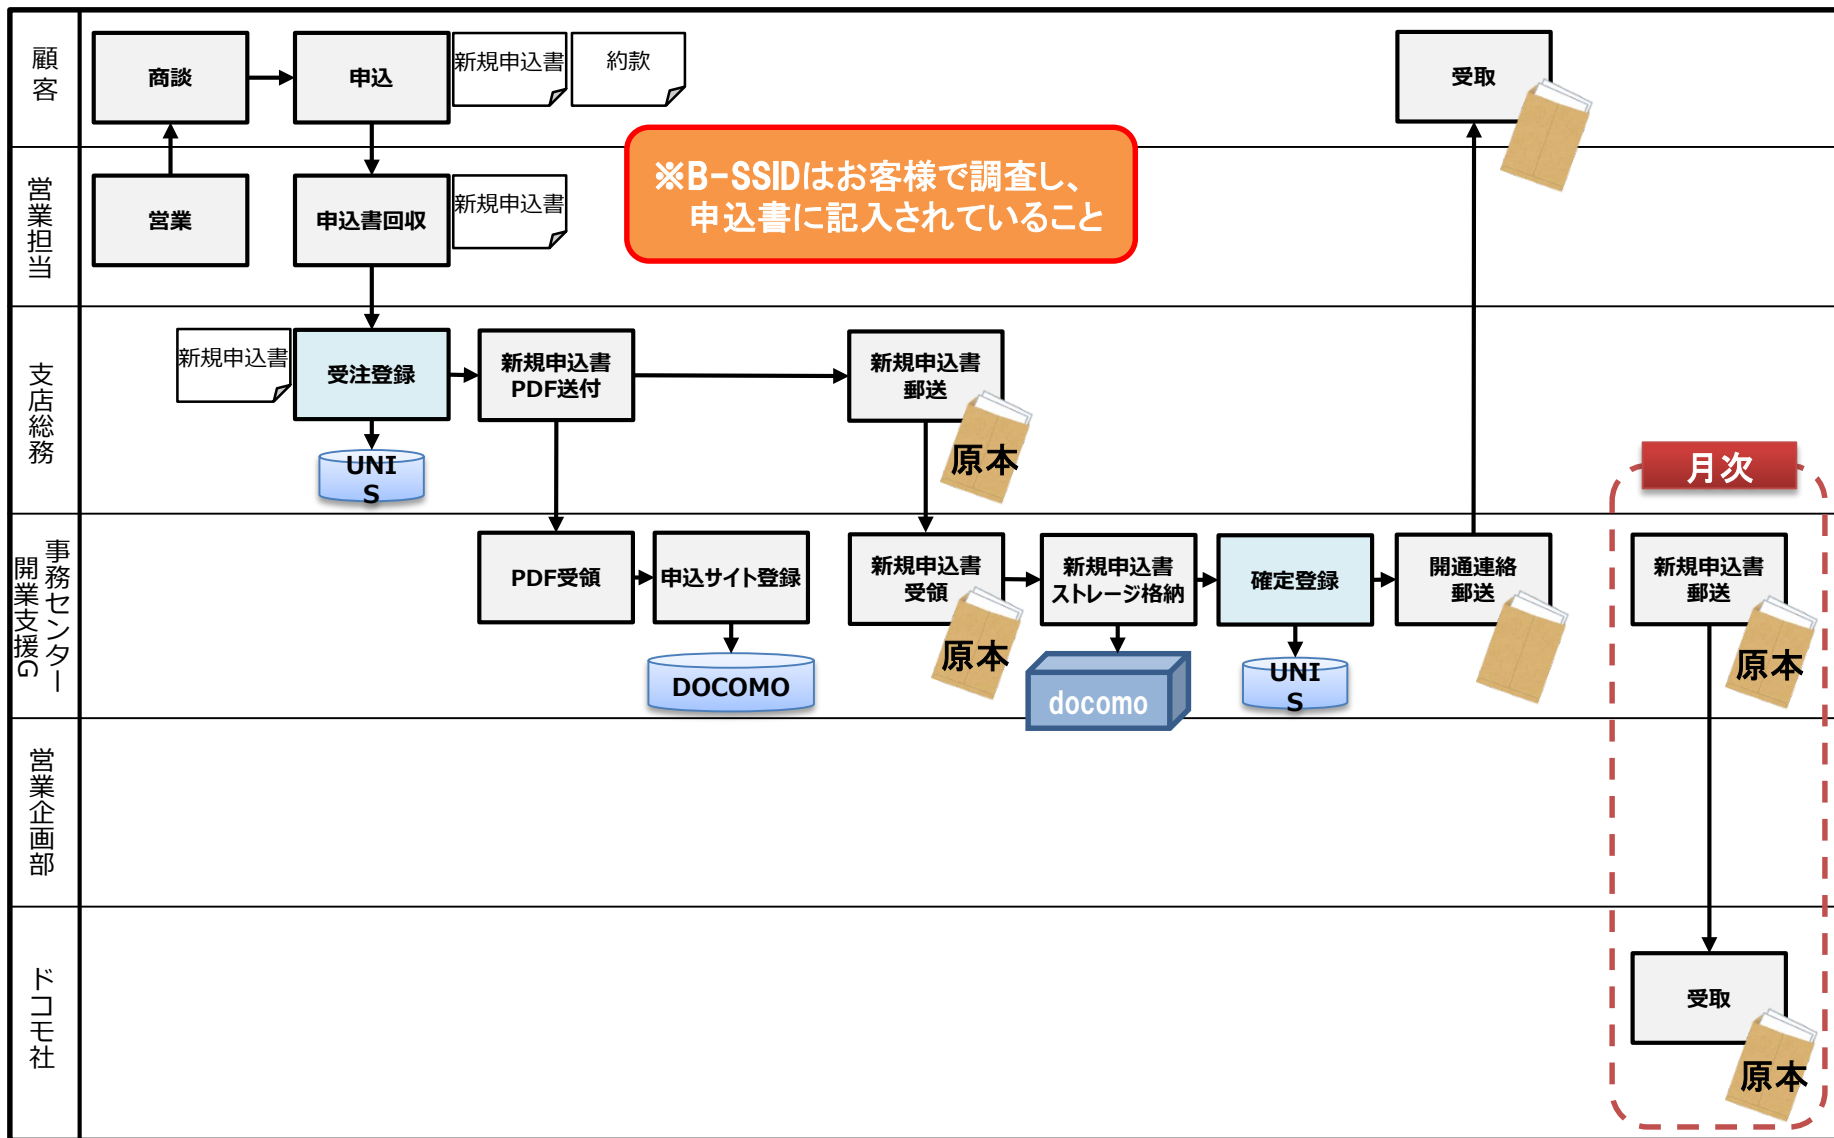 顧客
商談
申込
新規申込書
約款
受取
※B-SSIDはお客様で調査し、
申込書に記入されていること
営業担当
営業
申込書回収
新規申込書
支店総務
新規申込書
受注登録
UNI
S
新規申込書
PDF送付
新規申込書
郵送
原本
月次
事務センター
開業支援G
PDF受領
申込サイト登録
DOCOMO
新規申込書
受領
原本
新規申込書
ストレージ格納
docomo
確定登録
UNI
S
開通連絡
郵送
新規申込書
郵送
原本
営業企画部
ドコモ社
受取
原本